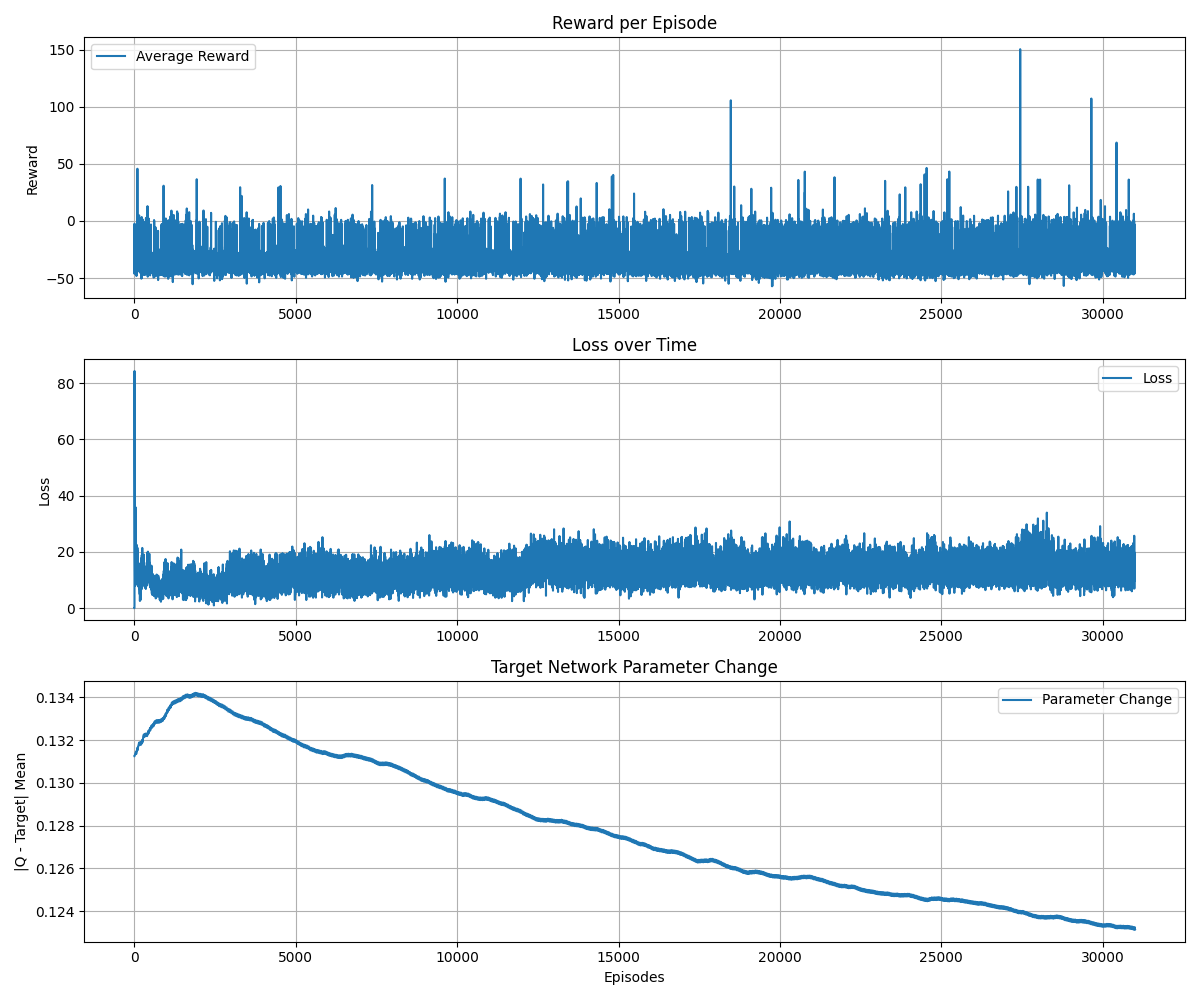 Reward per Episode
Average Reward
Reward
150
100
50
0
−50
0 5000 10000 15000 20000 25000 30000
Loss over Time
Loss
Loss
80
60
40
20
0
0 5000 10000 15000 20000 25000 30000
Target Network Parameter Change
Parameter Change
|Q - Target| Mean
0.134
0.132
0.130
0.128
0.126
0.124
0 5000 10000 15000 20000 25000 30000
Episodes